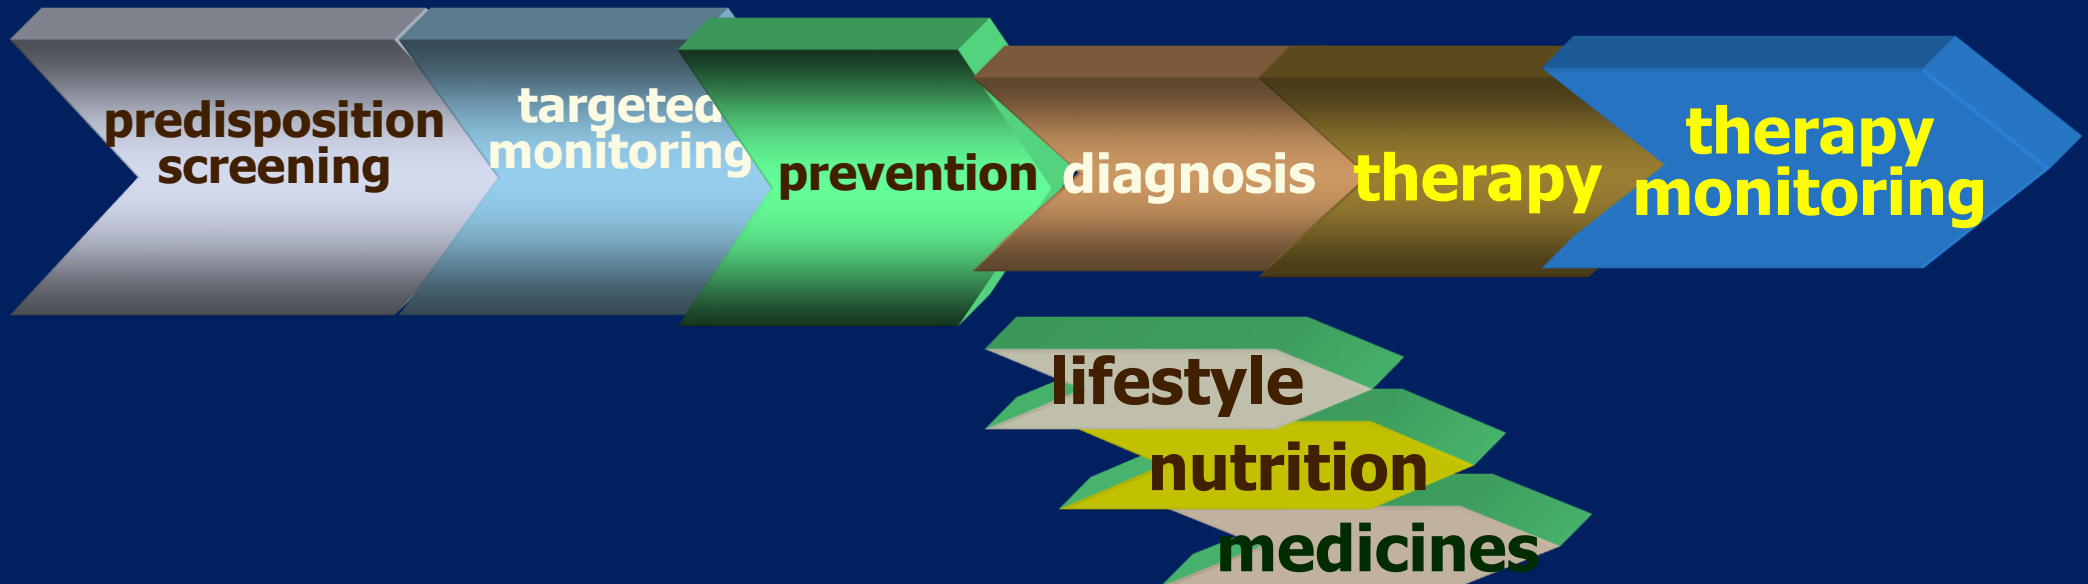 predisposition
screening
targeted
monitoring
prevention
diagnosis
therapy
therapy
monitoring
lifestyle
nutrition
medicines